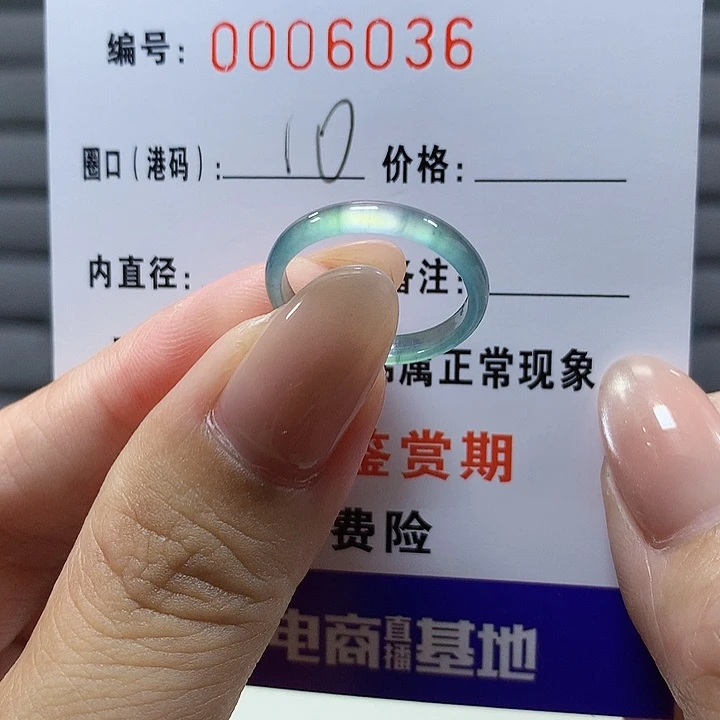 编号：0006036
圈口（港码）：10 价格：
内直径： 备注：
属正常现象
鉴赏期
费险
电商直播基地